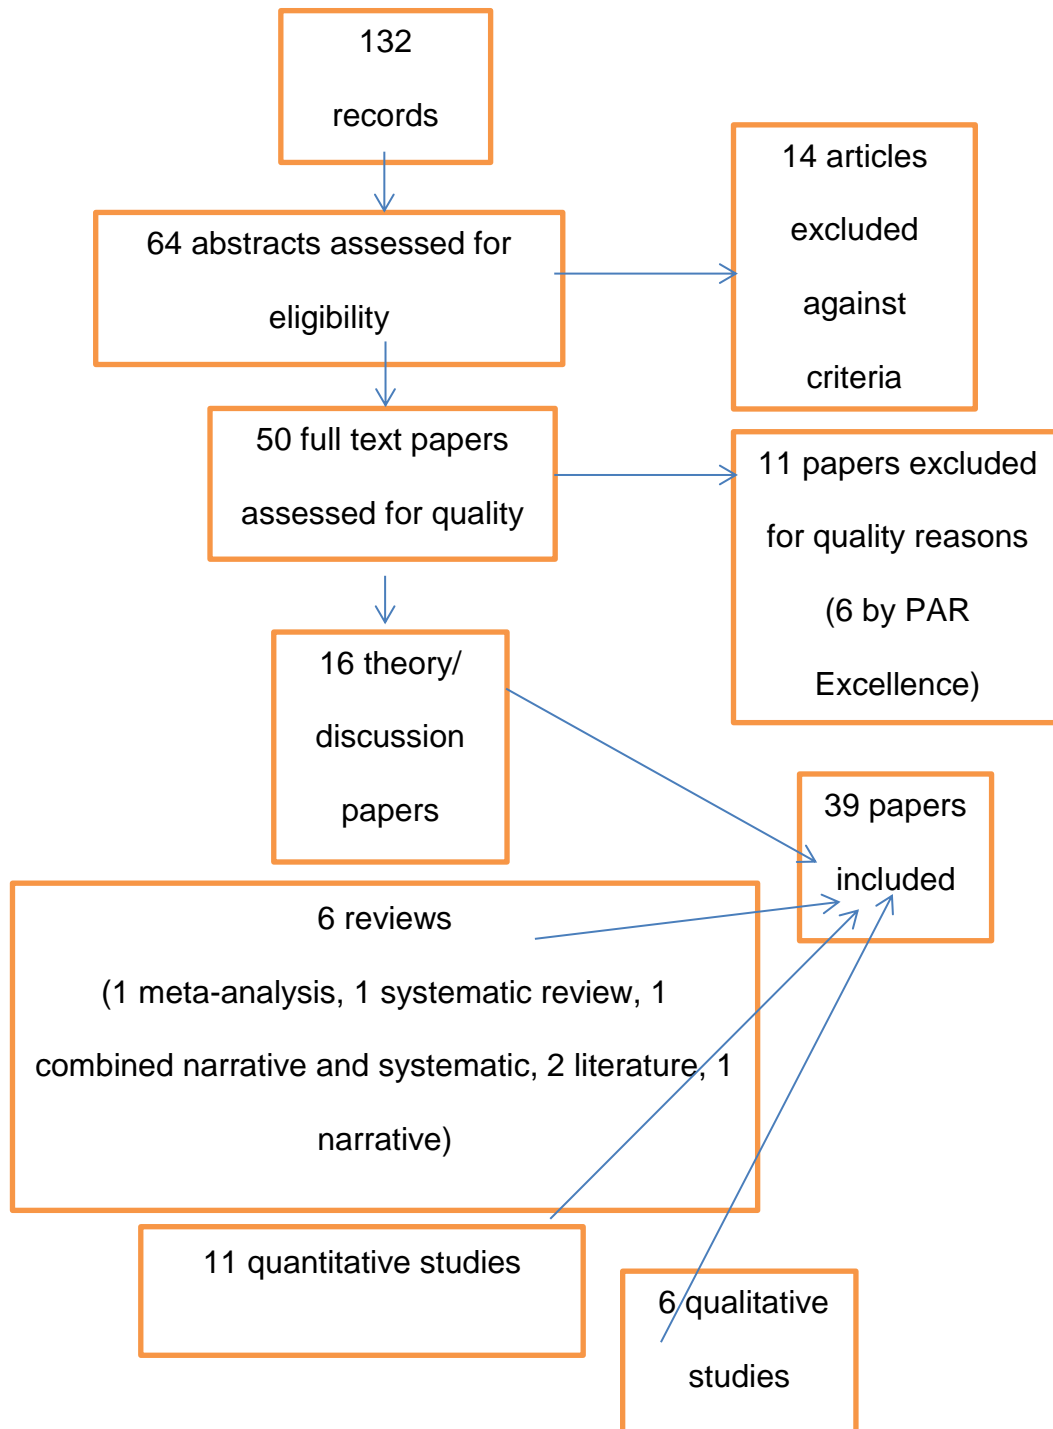 132
records
14 articles
excluded
against
criteria
64 abstracts assessed for
eligibility
50 full text papers
assessed for quality
11 papers excluded
for quality reasons
(6 by PAR
Excellence)
16 theory/
discussion
papers
39 papers
included
6 reviews
(1 meta-analysis, 1 systematic review, 1
combined narrative and systematic, 2 literature, 1
narrative)
11 quantitative studies
6 qualitative
studies